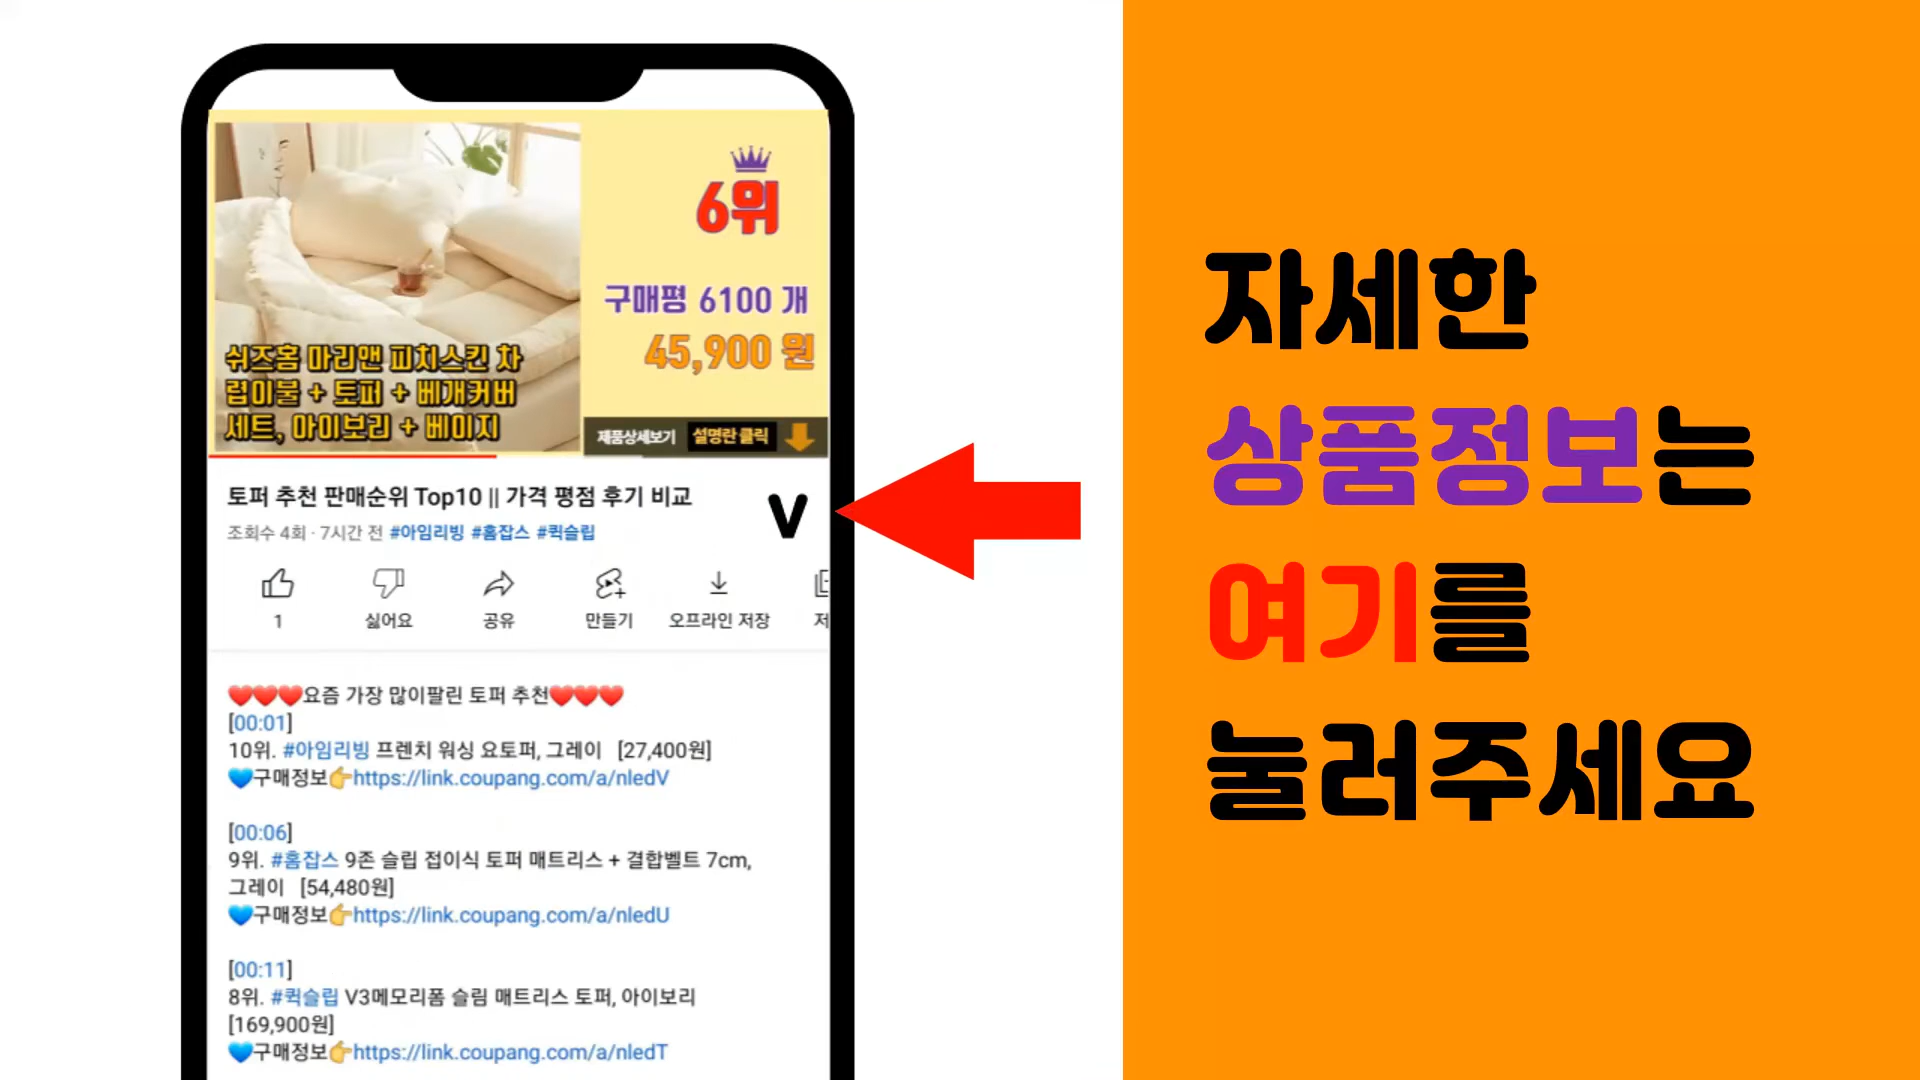 6위
구매평 6100 개
45,900 원
쉬즈홈 마리앤 피치스킨 차
렵이불 + 토퍼 + 베개커버
세트, 아이보리 + 베이지
제품상세보기 설명란 클릭
토퍼 추천 판매순위 Top10 || 가격 평점 후기 비교
조회수 4회 · 7시간 전 #아임리빙 #홈잡스 #퀵슬립
V
1 싫어요 공유 만들기 오프라인 저장 저
❤️❤️❤️요즘 가장 많이팔린 토퍼 추천❤️❤️❤️
[00:01]
10위. #아임리빙 프렌치 워싱 요토퍼, 그레이 [27,400원]
💙구매정보👉https://link.coupang.com/a/nledV
[00:06]
9위. #홈잡스 9존 슬립 접이식 토퍼 매트리스 + 결합벨트 7cm,
그레이 [54,480원]
💙구매정보👉https://link.coupang.com/a/nledU
[00:11]
8위. #퀵슬립 V3메모리폼 슬림 매트리스 토퍼, 아이보리
[169,900원]
💙구매정보👉https://link.coupang.com/a/nledT
자세한
상품정보는
여기를
눌러주세요